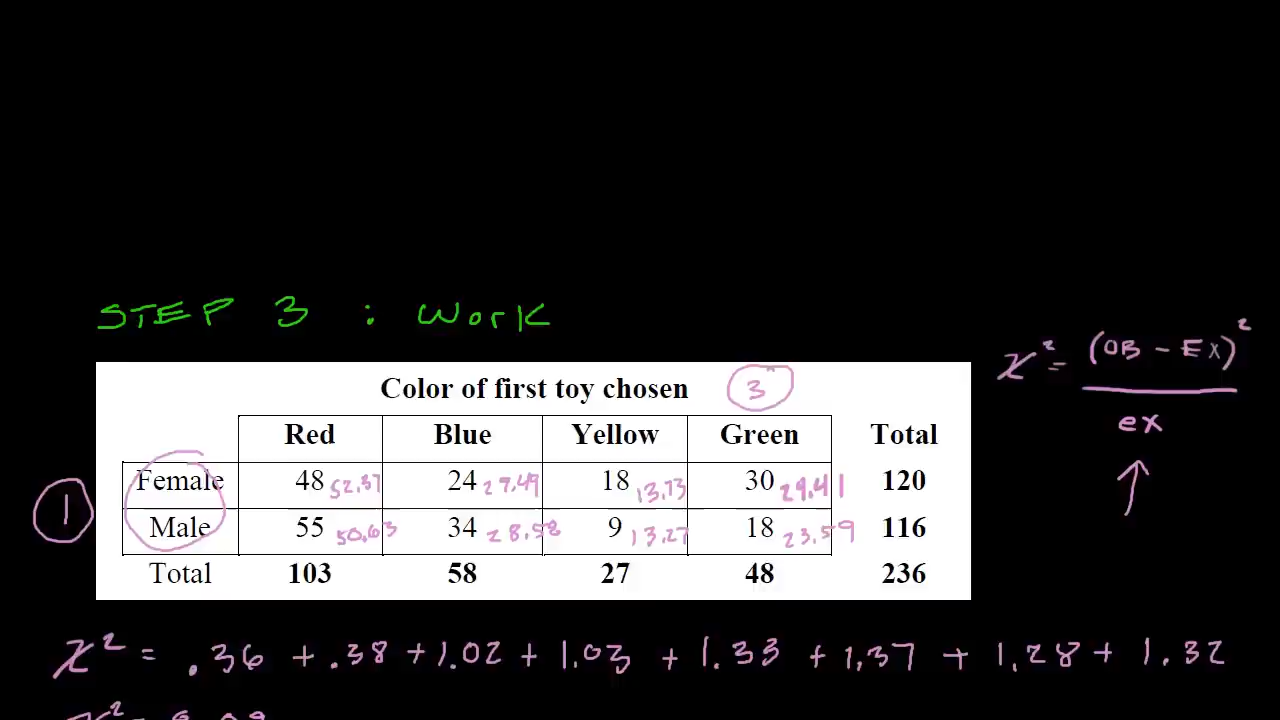 STEP 3 : Work
χ² = (OB - EX)² / ex
Color of first toy chosen 3
Red Blue Yellow Green Total
Female 48 52.37 24 29.49 18 13.73 30 24.41 120
1 Male 55 50.63 34 28.58 9 13.27 18 23.59 116
Total 103 58 27 48 236
χ² = .36 + .38 + 1.02 + 1.03 + 1.33 + 1.37 + 1.28 + 1.32